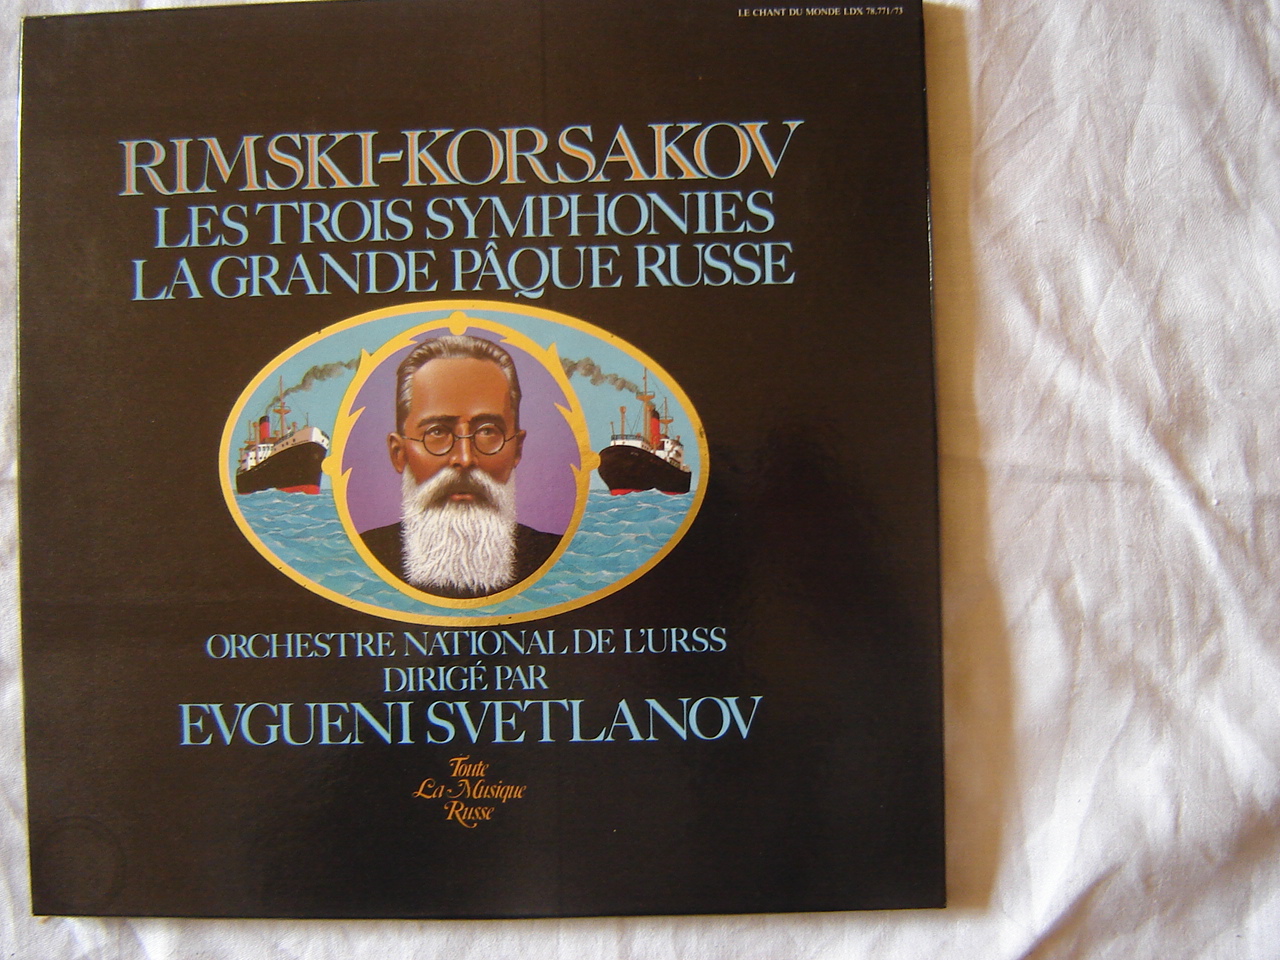 LE CHANT DU MONDE LDX 78.771/73
RIMSKI-KORSAKOV
LES TROIS SYMPHONIES
LA GRANDE PÂQUE RUSSE
ORCHESTRE NATIONAL DE L'URSS
DIRIGÉ PAR
EVGUENI SVETLANOV
Toute
La Musique
Russe